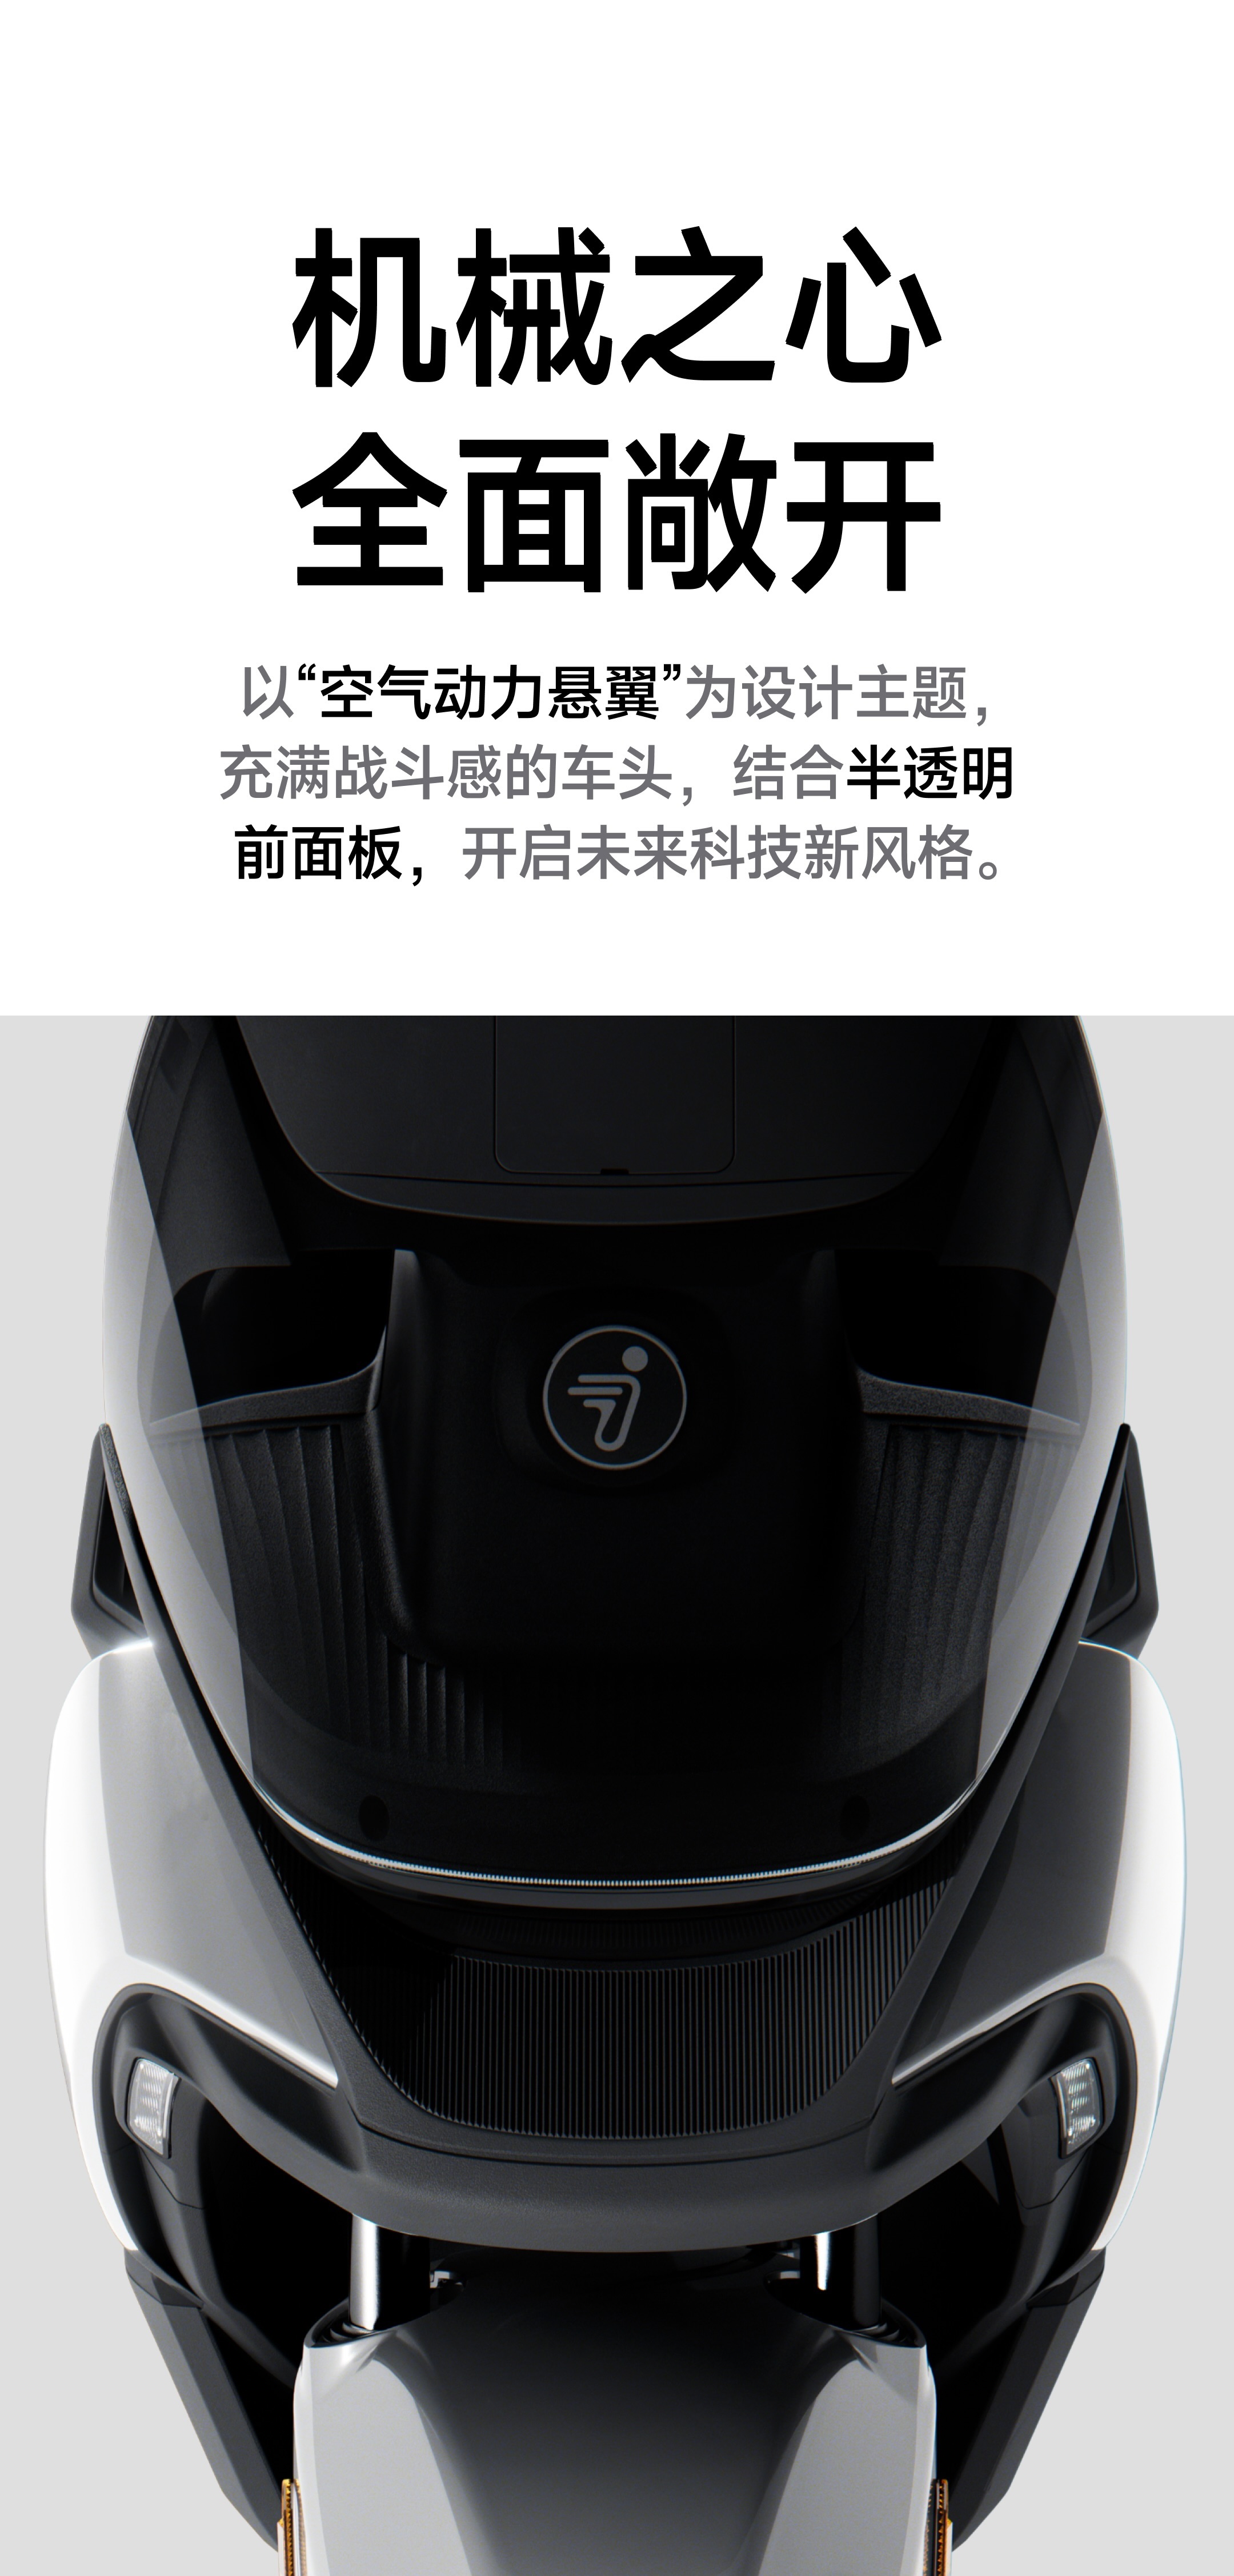 机械之心
全面敞开
以“空气动力悬翼”为设计主题，
充满战斗感的车头，结合半透明
前面板，开启未来科技新风格。